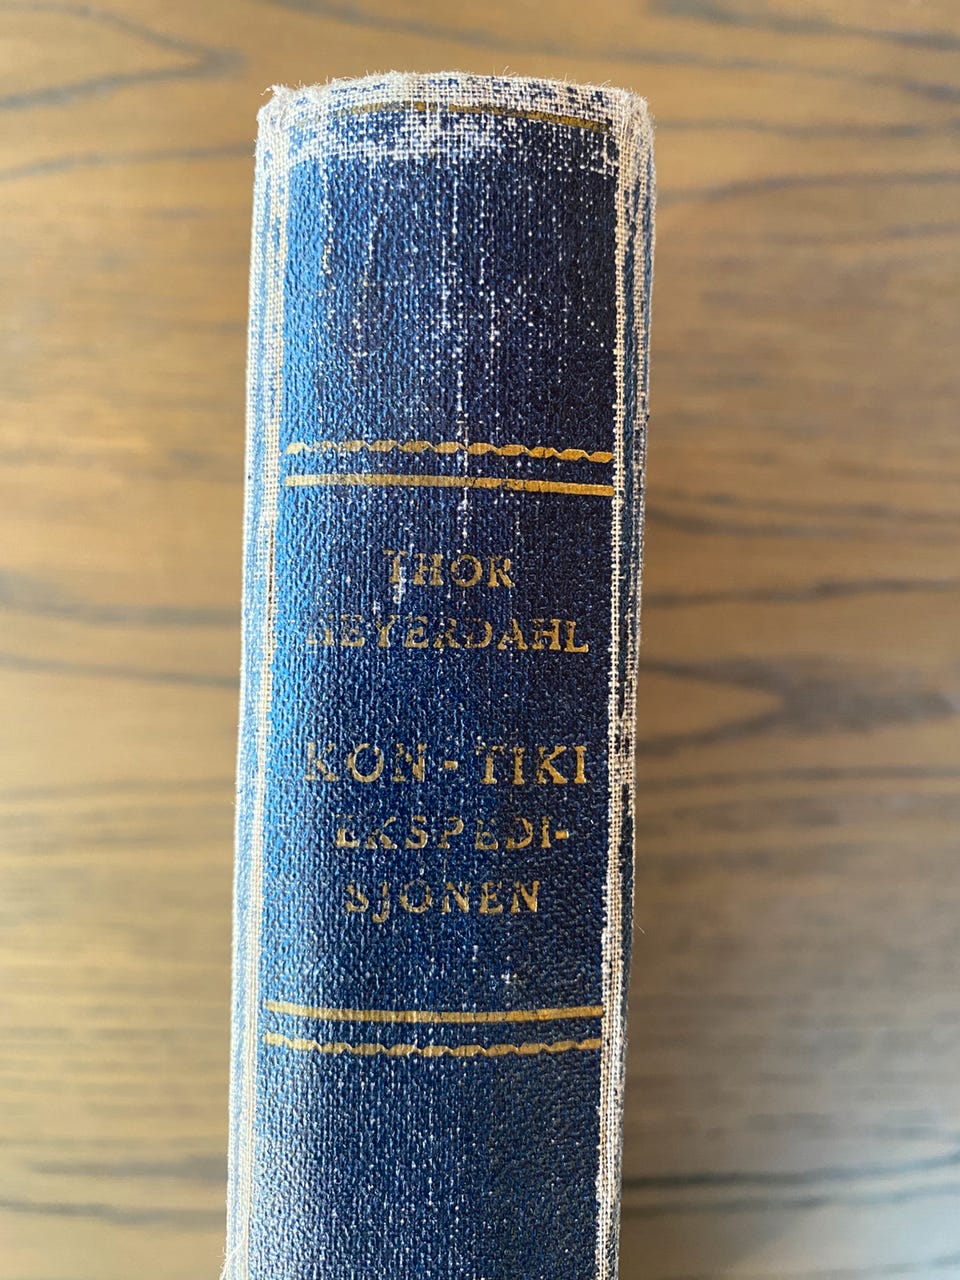 THOR
HEYERDAHL
KON-TIKI
EKSPEDI-
SJONEN